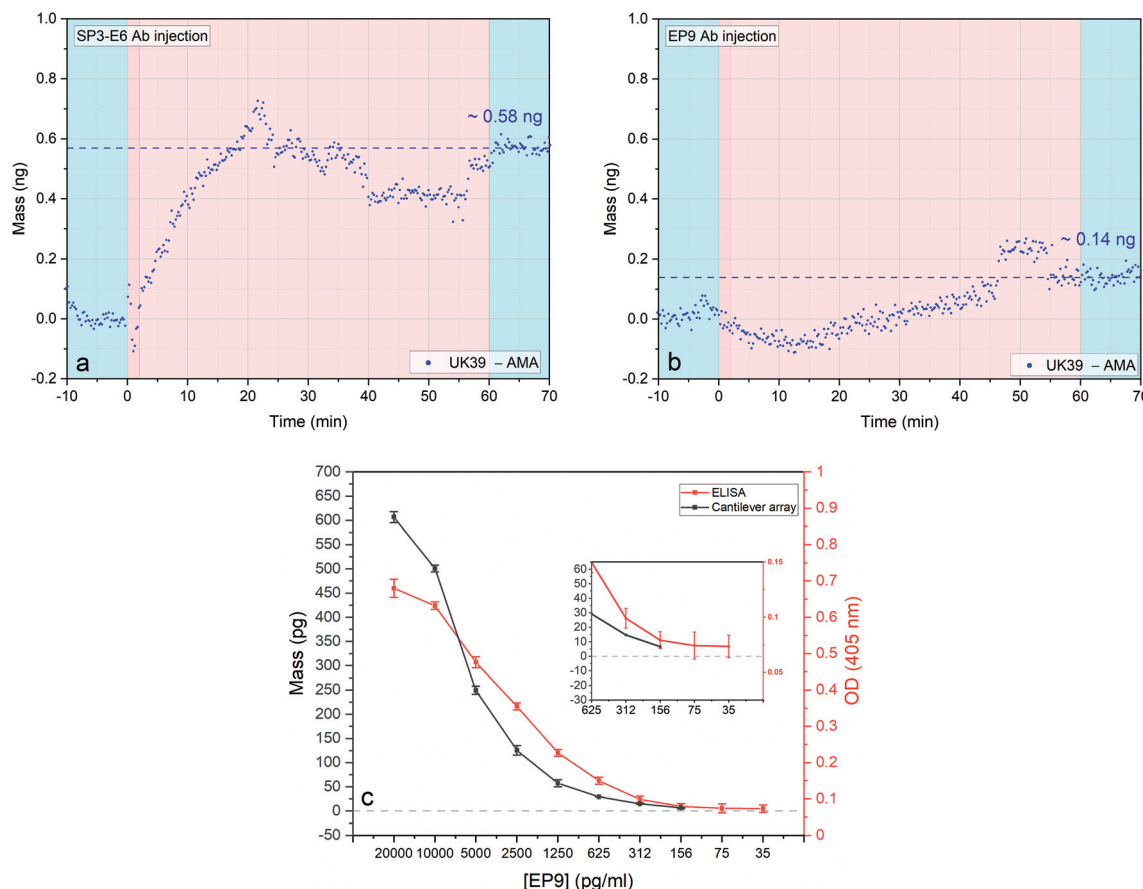 SP3-E6 Ab injection
~ 0.58 ng
1.0
0.8
0.6
0.4
0.2
0.0
-0.2
Mass (ng)
a
UK39 – AMA
-10 0 10 20 30 40 50 60 70
Time (min)
EP9 Ab injection
~ 0.14 ng
1.0
0.8
0.6
0.4
0.2
0.0
-0.2
Mass (ng)
b
UK39 – AMA
-10 0 10 20 30 40 50 60 70
Time (min)
700
650
600
550
500
450
400
350
300
250
200
150
100
50
0
-50
Mass (pg)
ELISA
Cantilever array
60
50
40
30
20
10
0
-10
-20
-30
0.15
0.1
0.05
625 312 156 75 35
1
0.9
0.8
0.7
0.6
0.5
0.4
0.3
0.2
0.1
0
OD (405 nm)
c
20000 10000 5000 2500 1250 625 312 156 75 35
[EP9] (pg/ml)